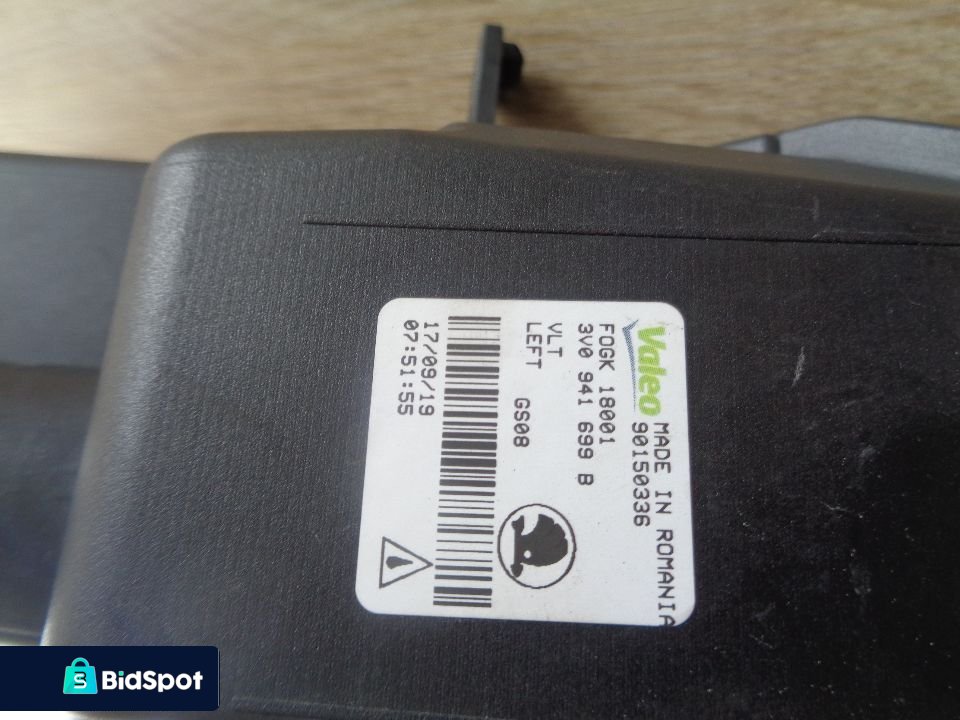 Valeo
MADE IN ROMANIA
90150336
FOGK 18001
3V0 941 699 B
VLT
LEFT GS08
17/09/19
07:51:55
BidSpot